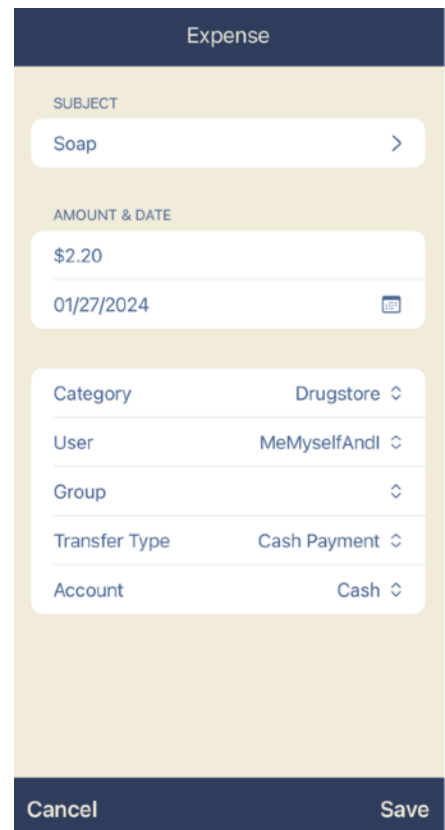 Expense
SUBJECT
Soap
AMOUNT & DATE
$2.20
01/27/2024
Category Drugstore
User MeMyselfAndI
Group
Transfer Type Cash Payment
Account Cash
Cancel Save